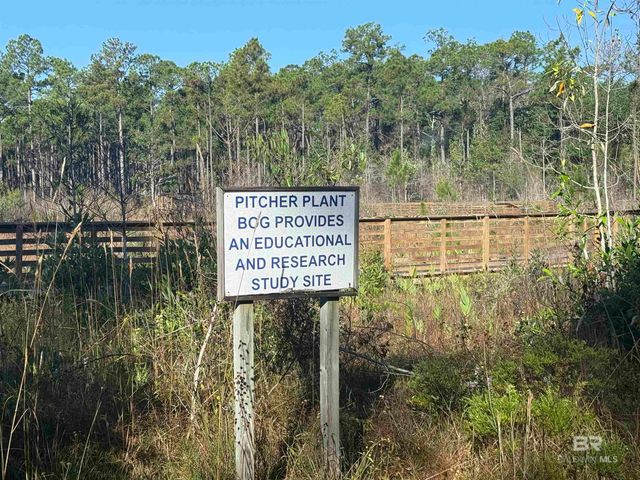 PITCHER PLANT
BOG PROVIDES
AN EDUCATIONAL
AND RESEARCH
STUDY SITE
BR
BALDWIN MLS